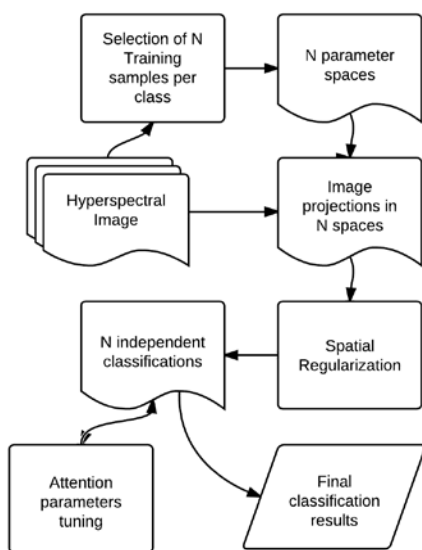 Selection of N
Training
samples per
class
N parameter
spaces
Hyperspectral
Image
Image
projections in
N spaces
N independent
classifications
Spatial
Regularization
Attention
parameters
tuning
Final
classification
results